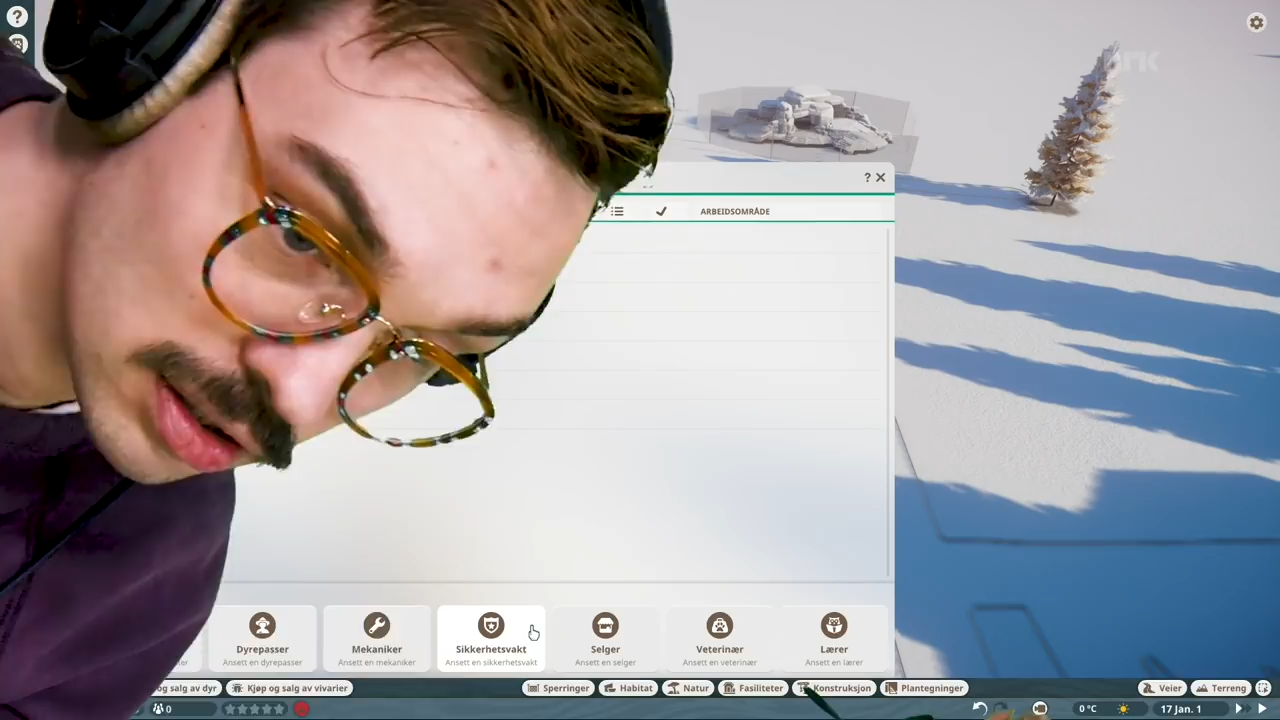 ?
NRK
? ×
ARBEIDSOMRÅDE
Dyrepasser
Mekaniker
Sikkerhetsvakt
Selger
Veterinær
Lærer
Ansett en dyrepasser
Ansett en mekaniker
Ansett en sikkerhetsvakt
Ansett en selger
Ansett en veterinær
Ansett en lærer
og salg av dyr
Kjøp og salg av vivarier
Sperringer
Habitat
Natur
Fasiliteter
Konstruksjon
Plantegninger
Veier
Terreng
0
0 °C
17 Jan. 1